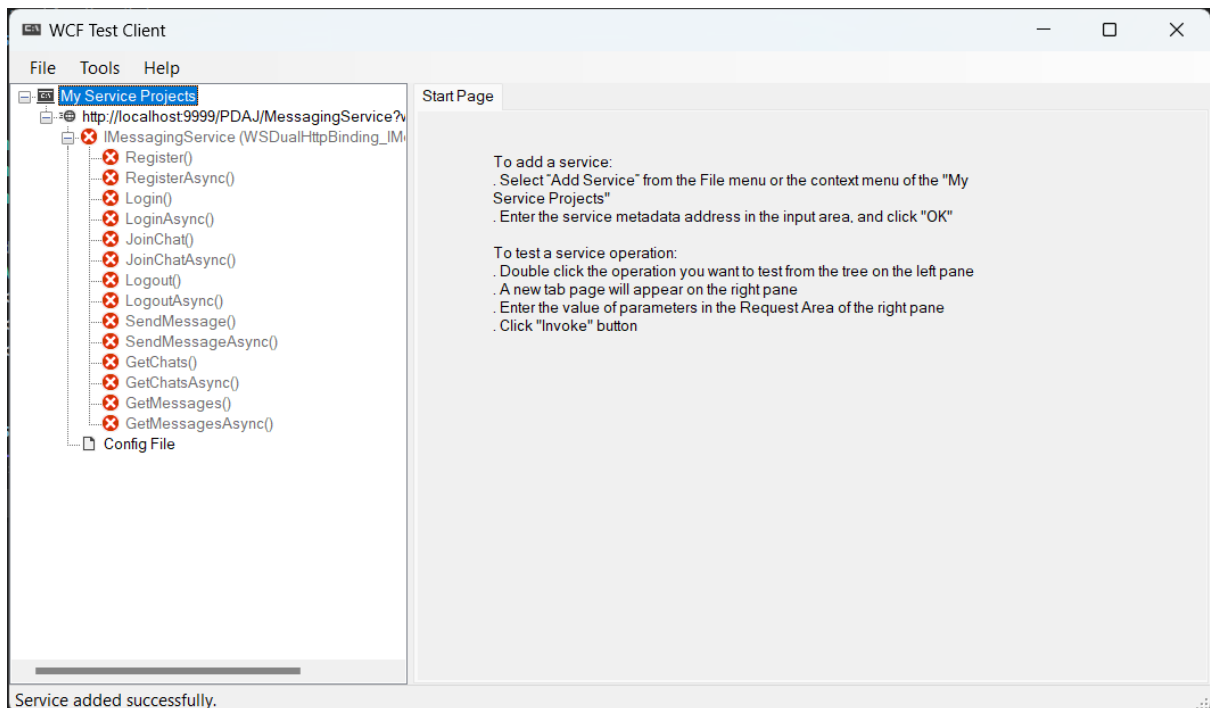 WCF Test Client
File Tools Help
My Service Projects
http://localhost:9999/PDAJ/MessagingService?v
IMessagingService (WSDualHttpBinding_IM
Register()
RegisterAsync()
Login()
LoginAsync()
JoinChat()
JoinChatAsync()
Logout()
LogoutAsync()
SendMessage()
SendMessageAsync()
GetChats()
GetChatsAsync()
GetMessages()
GetMessagesAsync()
Config File
Start Page
To add a service:
. Select "Add Service" from the File menu or the context menu of the "My
Service Projects"
. Enter the service metadata address in the input area, and click "OK"
To test a service operation:
. Double click the operation you want to test from the tree on the left pane
. A new tab page will appear on the right pane
. Enter the value of parameters in the Request Area of the right pane
. Click "Invoke" button
Service added successfully.